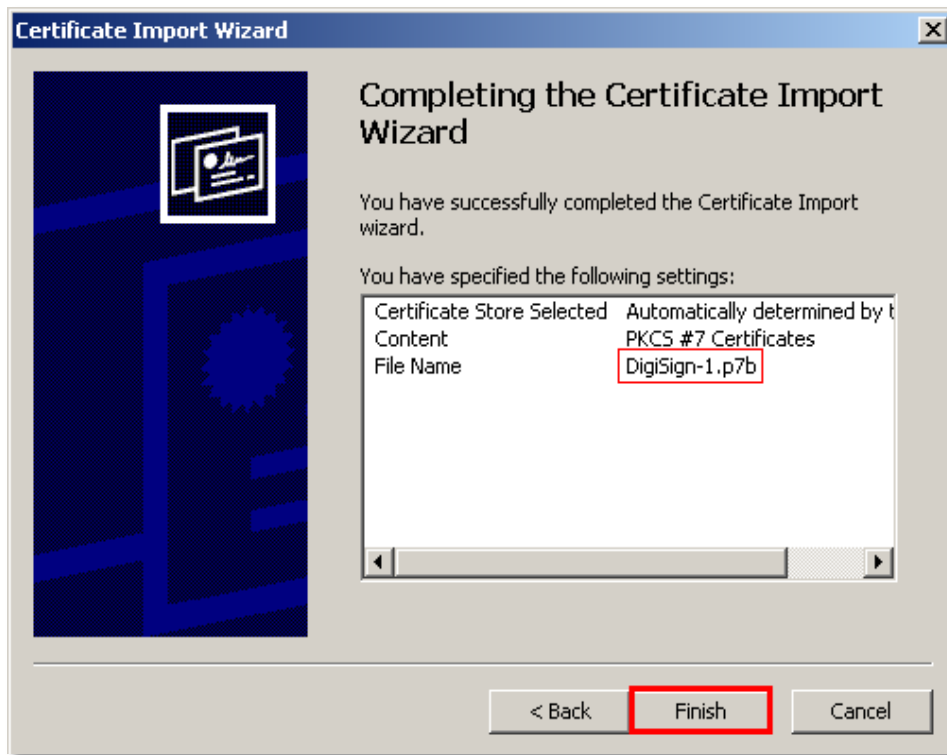 Certificate Import Wizard
Completing the Certificate Import
Wizard
You have successfully completed the Certificate Import
wizard.
You have specified the following settings:
Certificate Store Selected Automatically determined by t
Content PKCS #7 Certificates
File Name DigiSign-1.p7b
< Back Finish Cancel